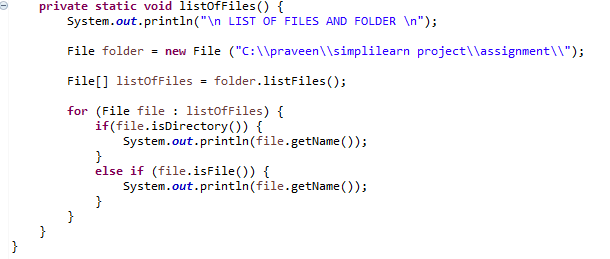 private static void listOfFiles() {
System.out.println("\n LIST OF FILES AND FOLDER \n");
File folder = new File ("C:\\praveen\\simplilearn project\\assignment\\");
File[] listOfFiles = folder.listFiles();
for (File file : listOfFiles) {
if(file.isDirectory()) {
System.out.println(file.getName());
}
else if (file.isFile()) {
System.out.println(file.getName());
}
}
}
}